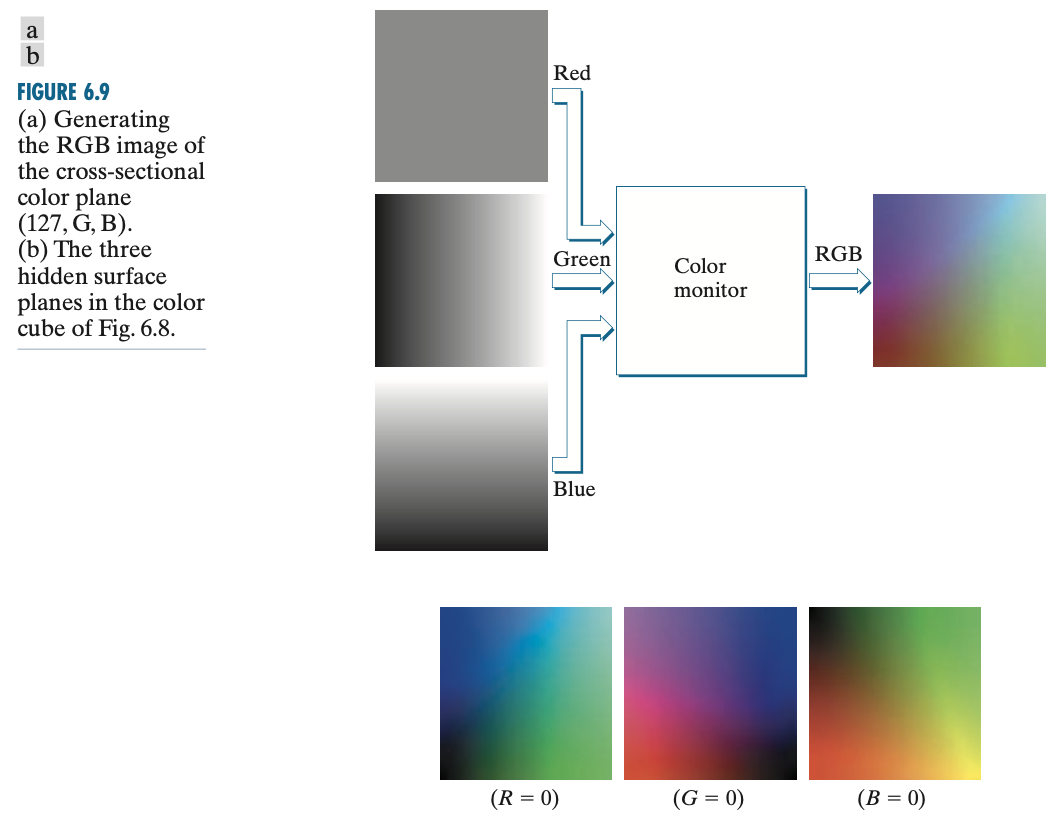 a
b
FIGURE 6.9
(a) Generating
the RGB image of
the cross-sectional
color plane
(127, G, B).
(b) The three
hidden surface
planes in the color
cube of Fig. 6.8.
Red
Green
Blue
Color
monitor
RGB
(R = 0)
(G = 0)
(B = 0)